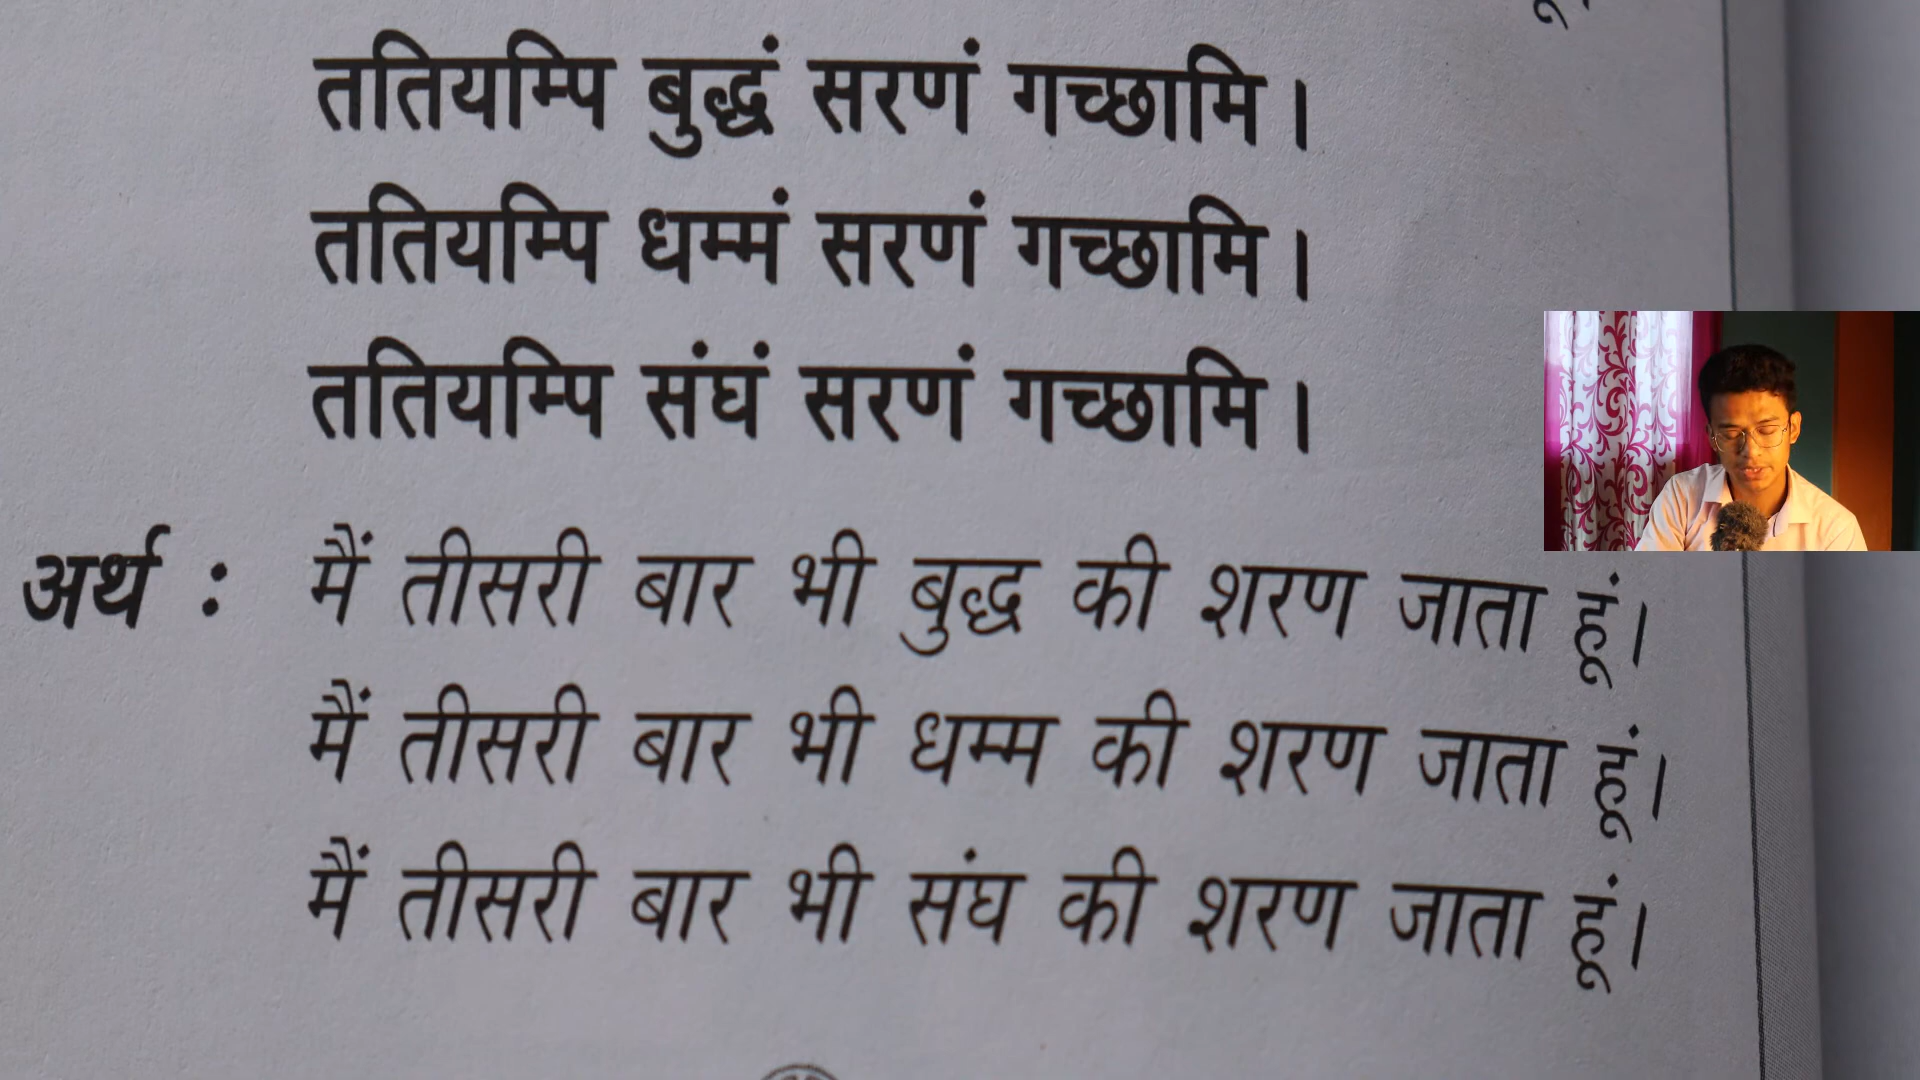 ततियम्पि बुद्धं सरणं गच्छामि।
ततियम्पि धम्मं सरणं गच्छामि।
ततियम्पि संघं सरणं गच्छामि।
अर्थ : मैं तीसरी बार भी बुद्ध की शरण जाता हूं।
मैं तीसरी बार भी धम्म की शरण जाता हूं।
मैं तीसरी बार भी संघ की शरण जाता हूं।